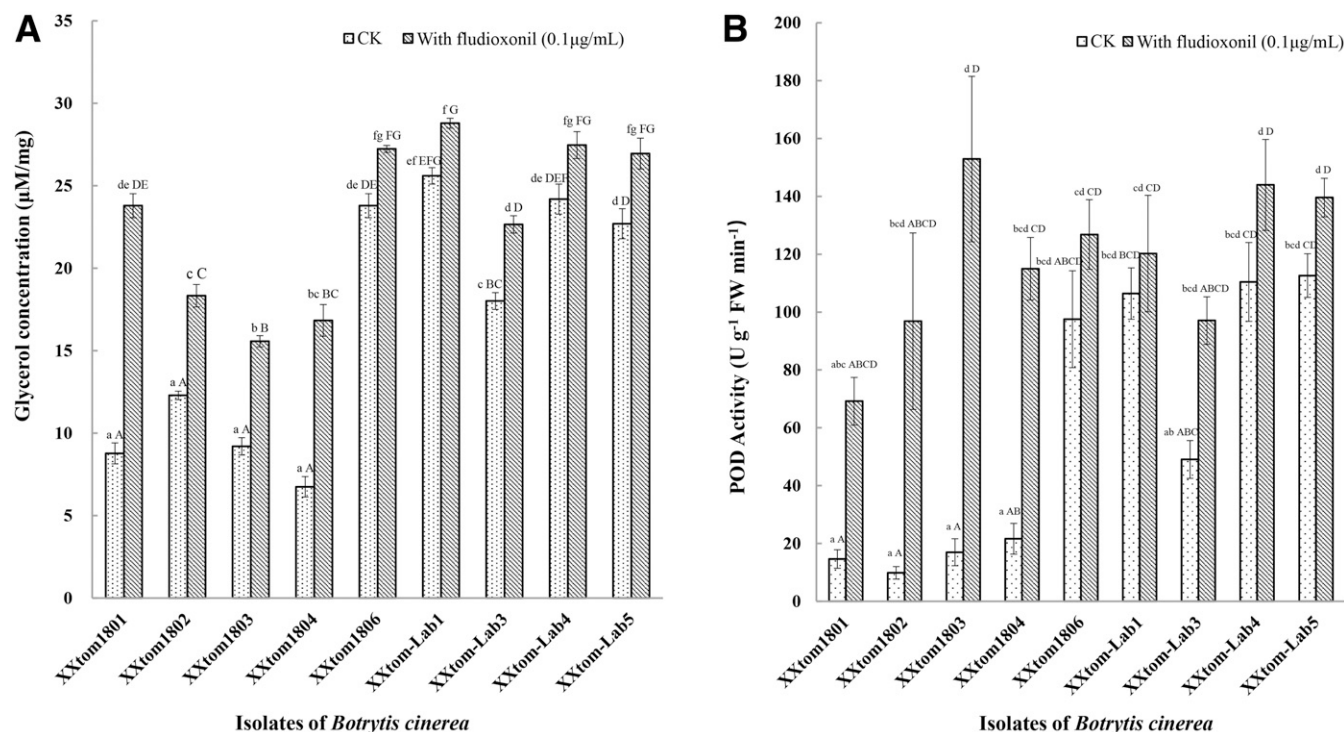 A
CK With fludioxonil (0.1μg/mL)
Glycerol concentration (μM/mg)
35
30
25
20
15
10
5
0
de DE
a A
c C
a A
b B
a A
bc BC
a A
fg FG
de DE
f G
ef EFG
d D
c BC
fg FG
de DEF
fg FG
d D
XXtom1801
XXtom1802
XXtom1803
XXtom1804
XXtom1806
XXtom-Lab1
XXtom-Lab3
XXtom-Lab4
XXtom-Lab5
Isolates of Botrytis cinerea
B
CK With fludioxonil (0.1μg/mL)
POD Activity (U g⁻¹ FW min⁻¹)
200
180
160
140
120
100
80
60
40
20
0
abc ABCD
a A
bcd ABCD
a A
d D
a A
bcd CD
a AB
cd CD
bcd ABCD
cd CD
bcd BCD
bcd ABCD
ab ABC
d D
bcd CD
d D
bcd CD
XXtom1801
XXtom1802
XXtom1803
XXtom1804
XXtom1806
XXtom-Lab1
XXtom-Lab3
XXtom-Lab4
XXtom-Lab5
Isolates of Botrytis cinerea